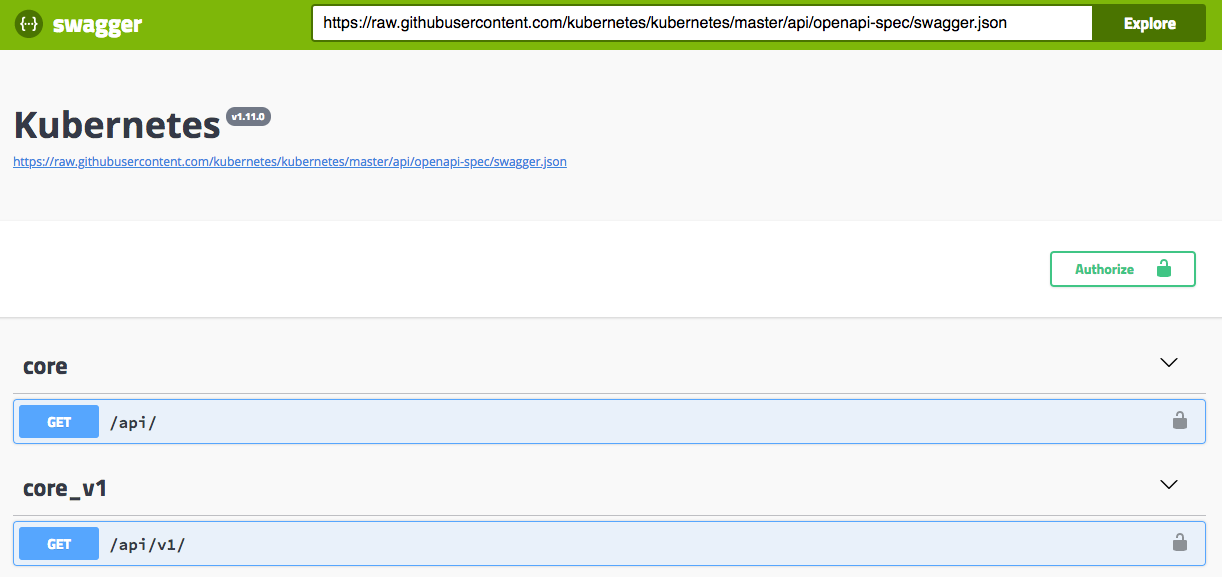 {···} swagger
https://raw.githubusercontent.com/kubernetes/kubernetes/master/api/openapi-spec/swagger.json
Explore
Kubernetes v1.11.0
https://raw.githubusercontent.com/kubernetes/kubernetes/master/api/openapi-spec/swagger.json
Authorize
core
GET /api/
core_v1
GET /api/v1/